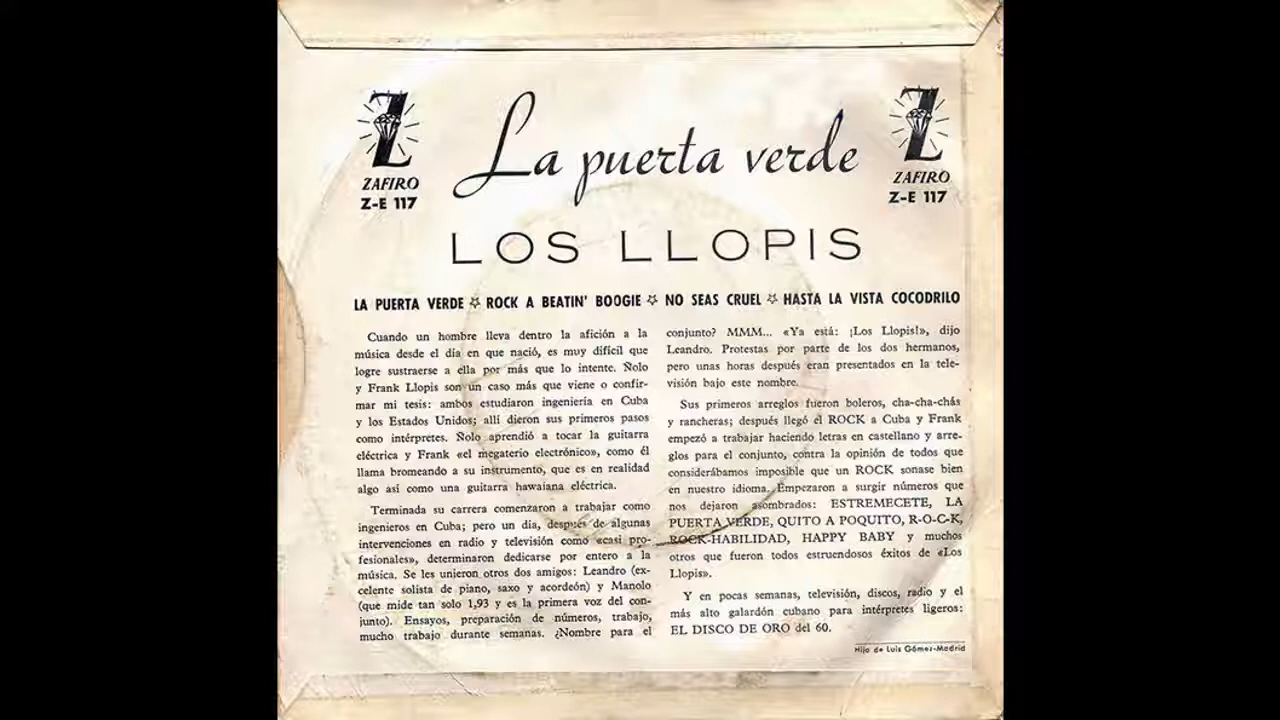 La puerta verde
ZAFIRO
Z-E 117
ZAFIRO
Z-E 117
LOS LLOPIS
LA PUERTA VERDE ☆ ROCK A BEATIN' BOOGIE ☆ NO SEAS CRUEL ☆ HASTA LA VISTA COCODRILO
Cuando un hombre lleva dentro la afición a la
música desde el día en que nació, es muy difícil que
logre sustraerse a ella por más que lo intente. Ñolo
y Frank Llopis son un caso más que viene o confir-
mar mi tesis: ambos estudiaron ingeniería en Cuba
y los Estados Unidos; allí dieron sus primeros pasos
como intérpretes. Ñolo aprendió a tocar la guitarra
eléctrica y Frank «el megaterio electrónico», como él
llama bromeando a su instrumento, que es en realidad
algo así como una guitarra hawaiana eléctrica.
Terminada su carrera comenzaron a trabajar como
ingenieros en Cuba; pero un día, después de algunas
intervenciones en radio y televisión como «casi pro-
fesionales», determinaron dedicarse por entero a la
música. Se les unieron otros dos amigos: Leandro (ex-
celente solista de piano, saxo y acordeón) y Manolo
(que mide tan solo 1,93 y es la primera voz del con-
junto). Ensayos, preparación de números, trabajo,
mucho trabajo durante semanas. ¿Nombre para el
conjunto? MMM... «Ya está: ¡Los Llopis!», dijo
Leandro. Protestas por parte de los dos hermanos,
pero unas horas después eran presentados en la tele-
visión bajo este nombre.
Sus primeros arreglos fueron boleros, cha-cha-chás
y rancheras; después llegó el ROCK a Cuba y Frank
empezó a trabajar haciendo letras en castellano y arre-
glos para el conjunto, contra la opinión de todos que
considerábamos imposible que un ROCK sonase bien
en nuestro idioma. Empezaron a surgir números que
nos dejaron asombrados: ESTREMECETE, LA
PUERTA VERDE, QUITO A POQUITO, R-O-C-K,
ROCK-HABILIDAD, HAPPY BABY y muchos
otros que fueron todos estruendosos éxitos de «Los
Llopis».
Y en pocas semanas, televisión, discos, radio y el
más alto galardón cubano para intérpretes ligeros:
EL DISCO DE ORO del 60.
Hijo de Luis Gómez-Madrid